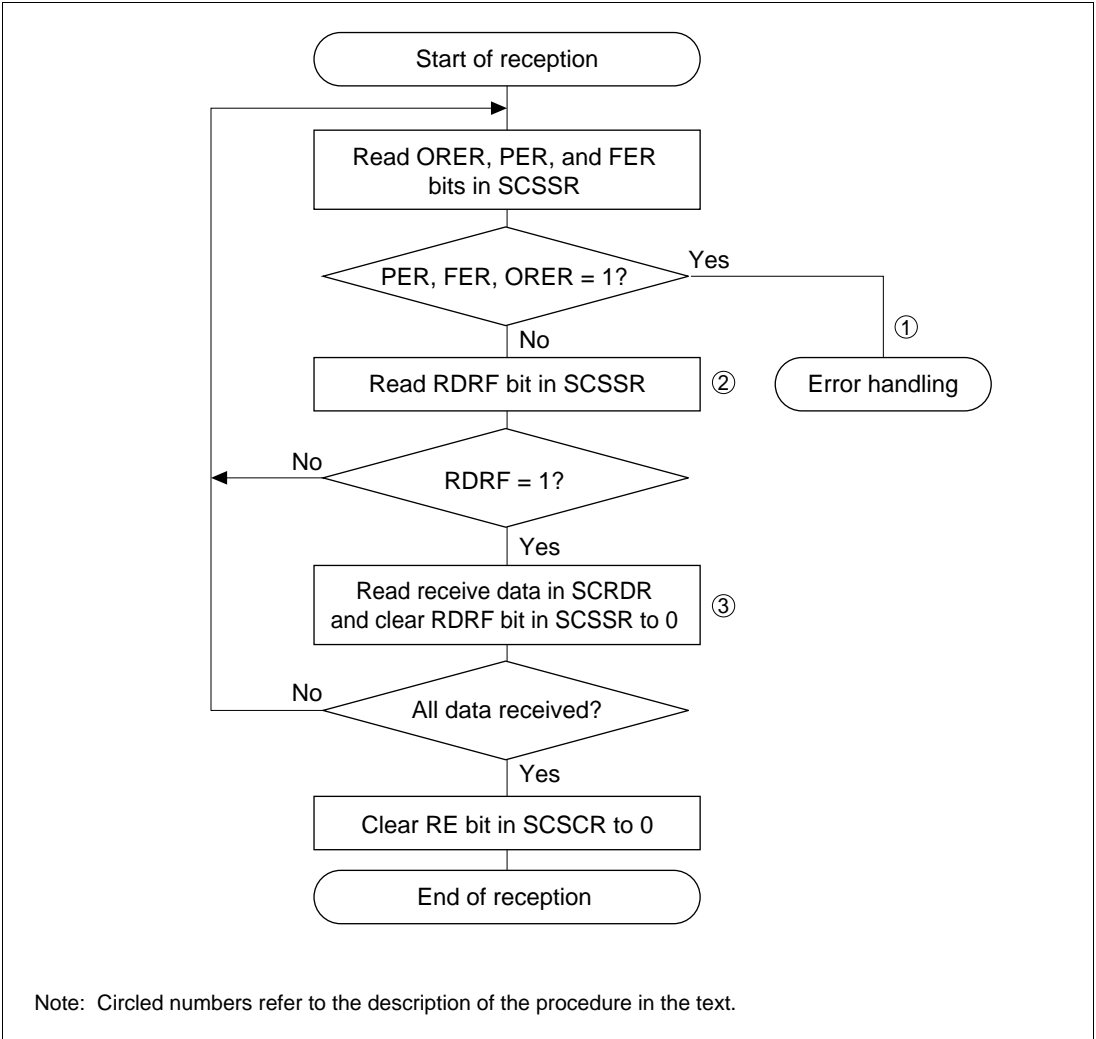 Start of reception
Read ORER, PER, and FER
bits in SCSSR
PER, FER, ORER = 1?
Yes
①
No
Read RDRF bit in SCSSR
②
Error handling
No
RDRF = 1?
Yes
Read receive data in SCRDR
and clear RDRF bit in SCSSR to 0
③
No
All data received?
Yes
Clear RE bit in SCSCR to 0
End of reception
Note: Circled numbers refer to the description of the procedure in the text.